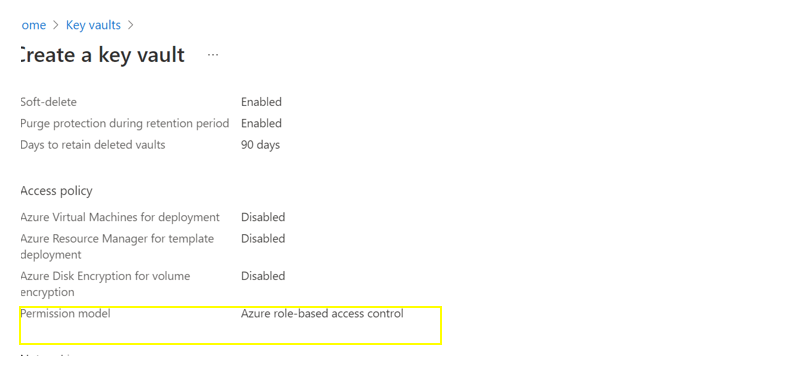 ome > Key vaults >
Create a key vault ...
Soft-delete Enabled
Purge protection during retention period Enabled
Days to retain deleted vaults 90 days
Access policy
Azure Virtual Machines for deployment Disabled
Azure Resource Manager for template Disabled
deployment
Azure Disk Encryption for volume Disabled
encryption
Permission model Azure role-based access control